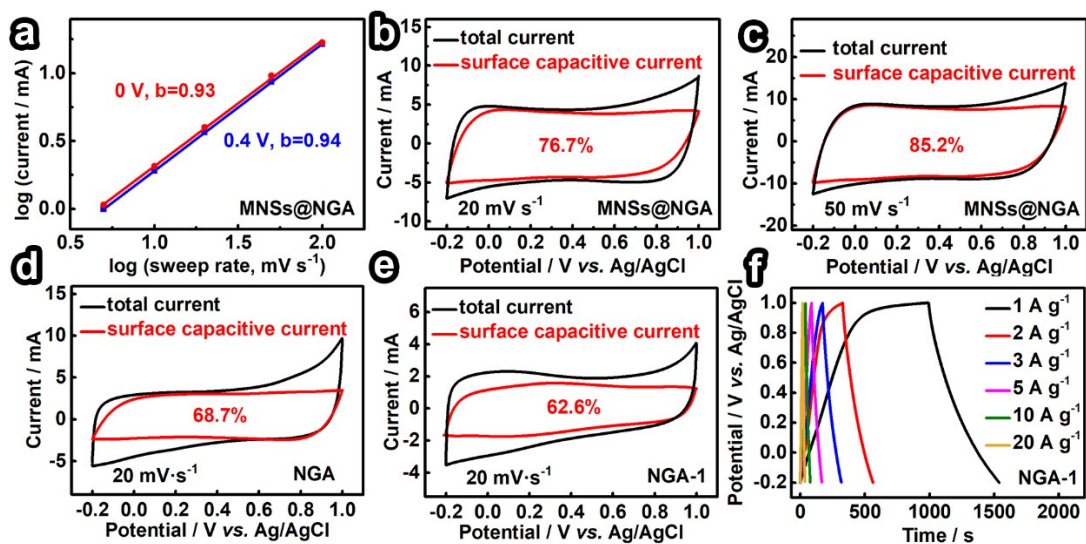 a
log (current / mA)
1.0
0.5
0.0
0 V, b=0.93
0.4 V, b=0.94
MNSs@NGA
0.5 1.0 1.5 2.0
log (sweep rate, mV s⁻¹)
b
Current / mA
15
10
5
0
-5
-10
total current
surface capacitive current
76.7%
20 mV s⁻¹
MNSs@NGA
-0.2 0.0 0.2 0.4 0.6 0.8 1.0
Potential / V vs. Ag/AgCl
c
Current / mA
20
10
0
-10
-20
total current
surface capacitive current
85.2%
50 mV s⁻¹
MNSs@NGA
-0.2 0.0 0.2 0.4 0.6 0.8 1.0
Potential / V vs. Ag/AgCl
d
Current / mA
15
10
5
0
-5
total current
surface capacitive current
68.7%
20 mV·s⁻¹
NGA
-0.2 0.0 0.2 0.4 0.6 0.8 1.0
Potential / V vs. Ag/AgCl
e
Current / mA
6
4
2
0
-2
-4
total current
surface capacitive current
62.6%
20 mV·s⁻¹
NGA-1
-0.2 0.0 0.2 0.4 0.6 0.8 1.0
Potential / V vs. Ag/AgCl
f
Potential / V vs. Ag/AgCl
1.0
0.8
0.6
0.4
0.2
0.0
-0.2
1 A g⁻¹
2 A g⁻¹
3 A g⁻¹
5 A g⁻¹
10 A g⁻¹
20 A g⁻¹
NGA-1
0 500 1000 1500 2000
Time / s